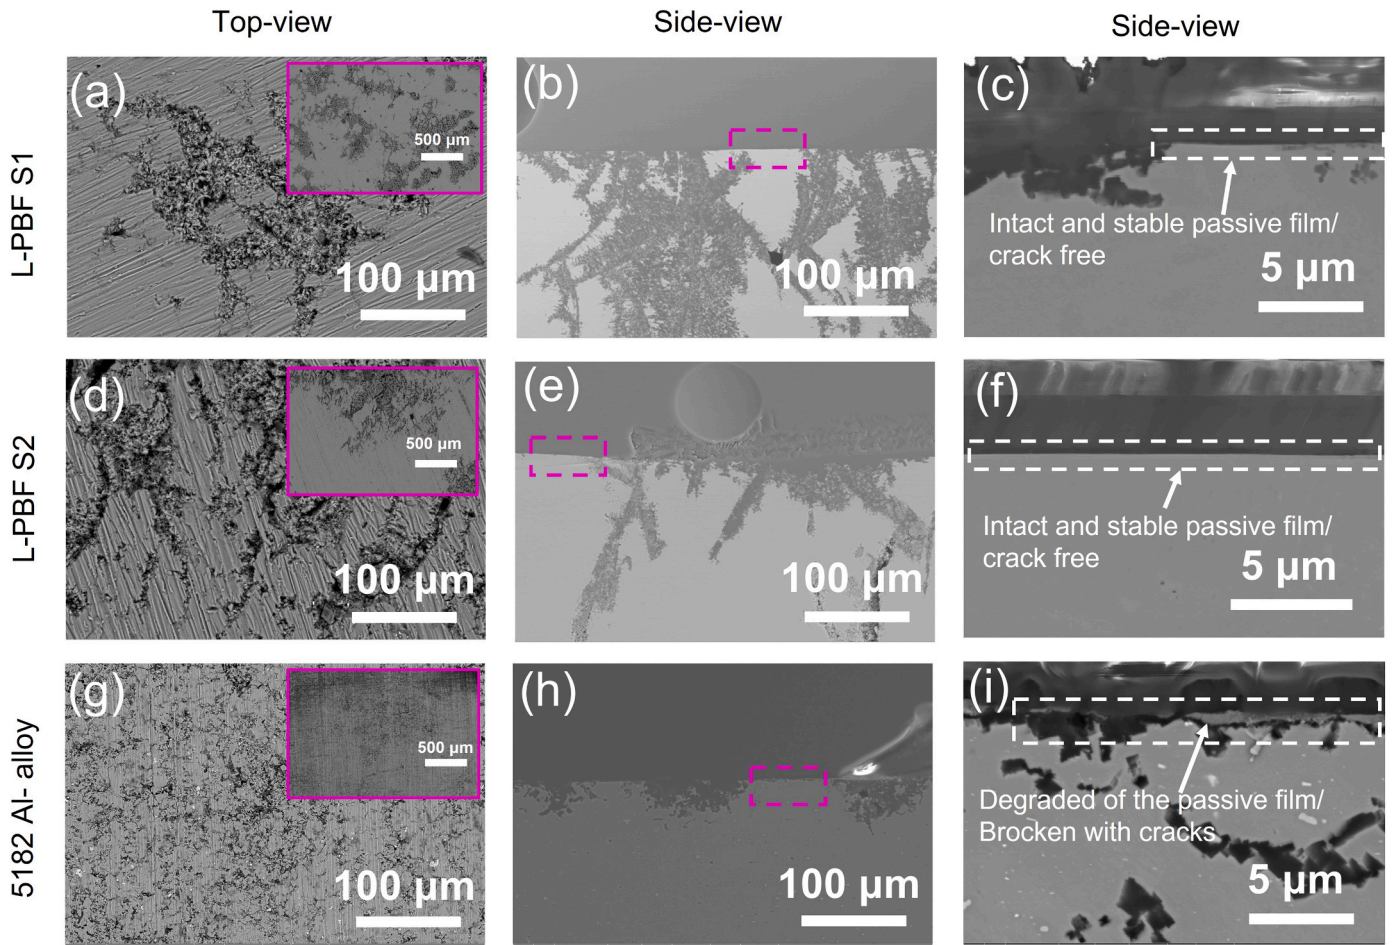 Top-view
Side-view
Side-view
L-PBF S1
(a)
500 µm
100 µm
(b)
100 µm
(c)
Intact and stable passive film/
crack free
5 µm
L-PBF S2
(d)
500 µm
100 µm
(e)
100 µm
(f)
Intact and stable passive film/
crack free
5 µm
5182 Al- alloy
(g)
500 µm
100 µm
(h)
100 µm
(i)
Degraded of the passive film/
Brocken with cracks
5 µm